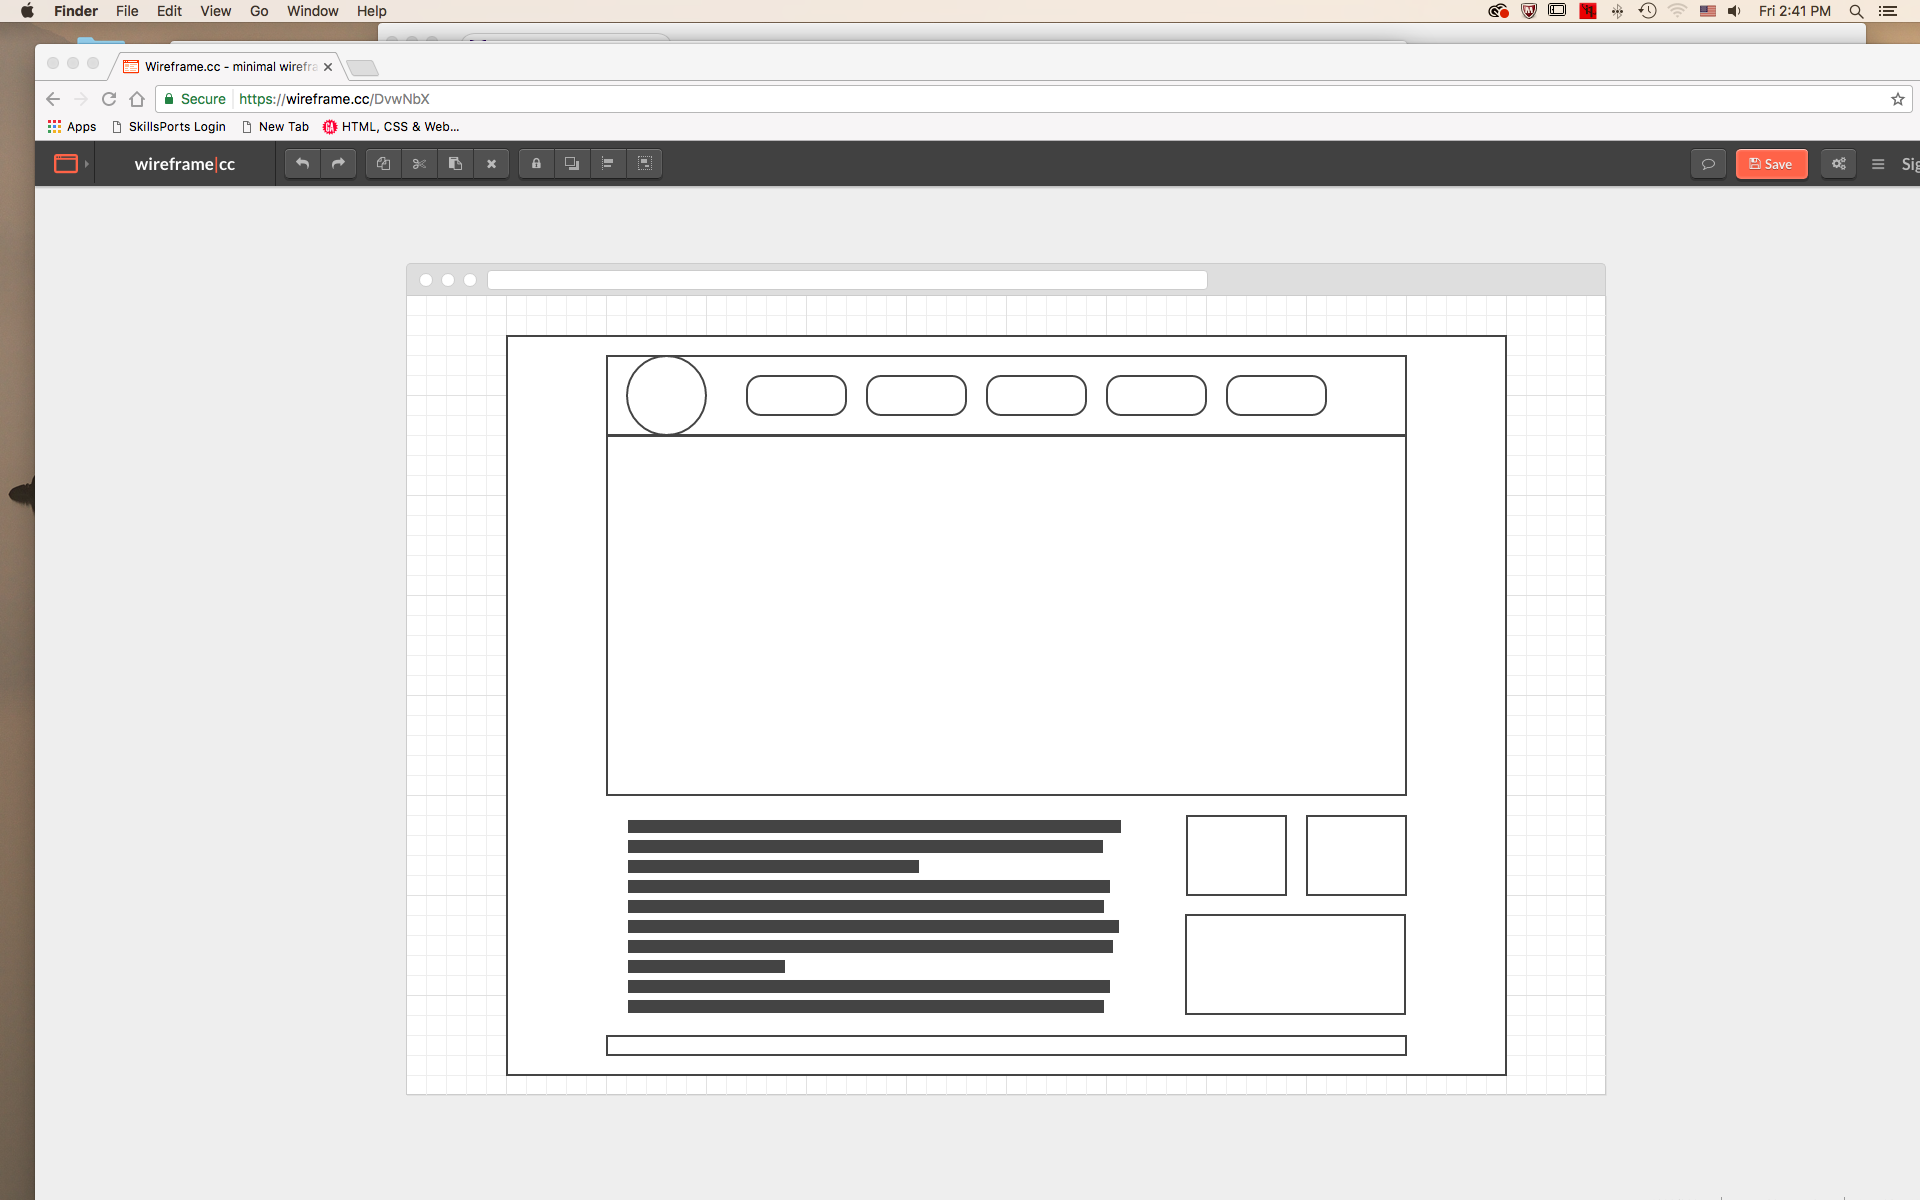 Finder File Edit View Go Window Help Fri 2:41 PM
Wireframe.cc - minimal wirefra
Secure https://wireframe.cc/DvwNbX
Apps SkillsPorts Login New Tab HTML, CSS & Web...
wireframe|cc Save Sig